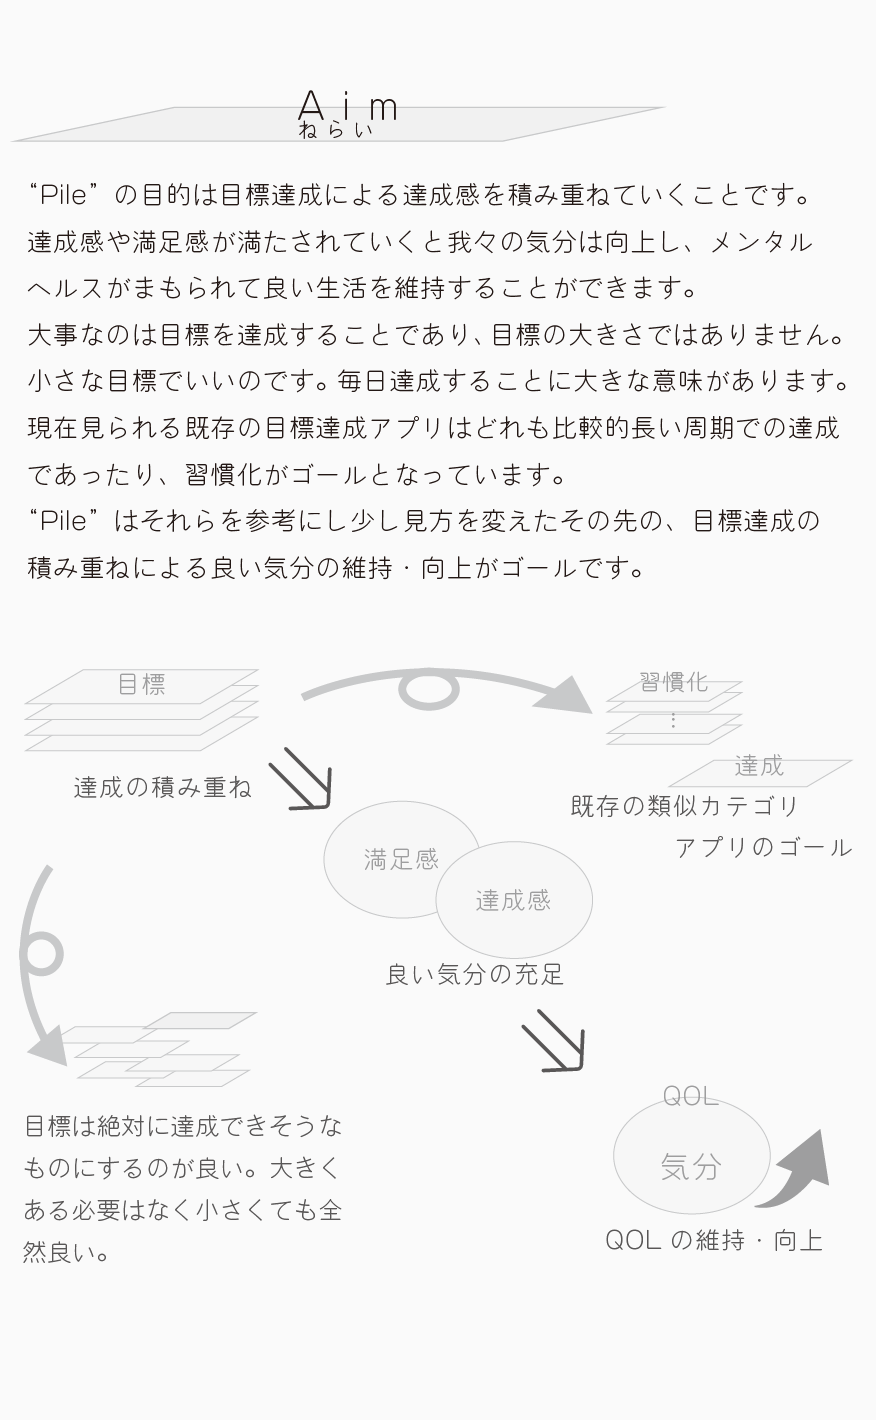 Aim
ねらい
“Pile”の目的は目標達成による達成感を積み重ねていくことです。
達成感や満足感が満たされていくと我々の気分は向上し、メンタル
ヘルスがまもられて良い生活を維持することができます。
大事なのは目標を達成することであり、目標の大きさではありません。
小さな目標でいいのです。毎日達成することに大きな意味があります。
現在見られる既存の目標達成アプリはどれも比較的長い周期での達成
であったり、習慣化がゴールとなっています。
“Pile”はそれらを参考にし少し見方を変えたその先の、目標達成の
積み重ねによる良い気分の維持・向上がゴールです。
目標
習慣化
⋮
達成
達成の積み重ね
既存の類似カテゴリ
アプリのゴール
満足感
達成感
良い気分の充足
目標は絶対に達成できそうな
ものにするのが良い。大きく
ある必要はなく小さくても全
然良い。
QOL
気分
QOL の維持・向上